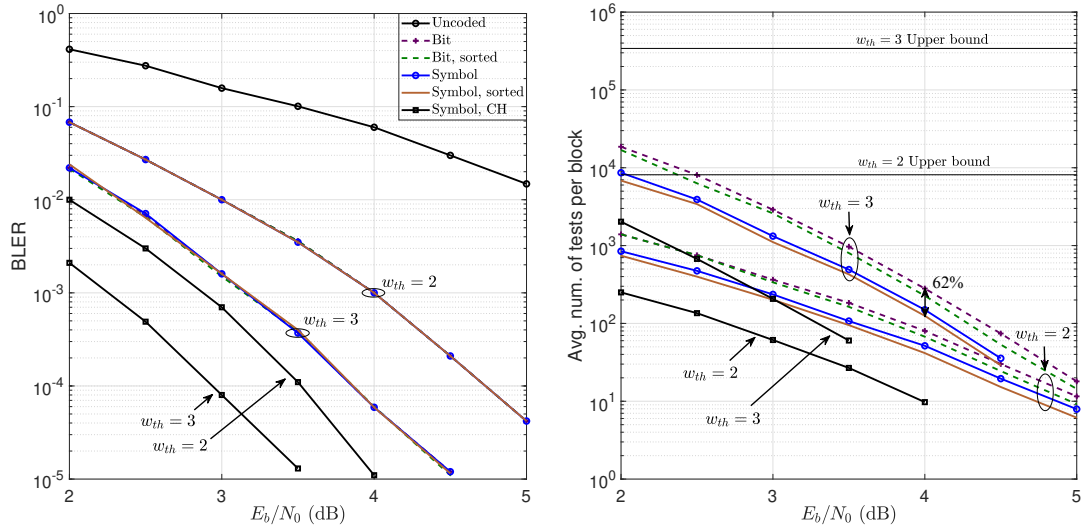 10^0
10^-1
10^-2
10^-3
10^-4
10^-5
BLER
2
3
4
5
E_b/N_0 (dB)
Uncoded
Bit
Bit, sorted
Symbol
Symbol, sorted
Symbol, CH
w_th = 2
w_th = 3
w_th = 3
w_th = 2
10^6
10^5
10^4
10^3
10^2
10^1
10^0
Avg. num. of tests per block
2
3
4
5
E_b/N_0 (dB)
w_th = 3 Upper bound
w_th = 2 Upper bound
w_th = 3
62%
w_th = 2
w_th = 2
w_th = 3